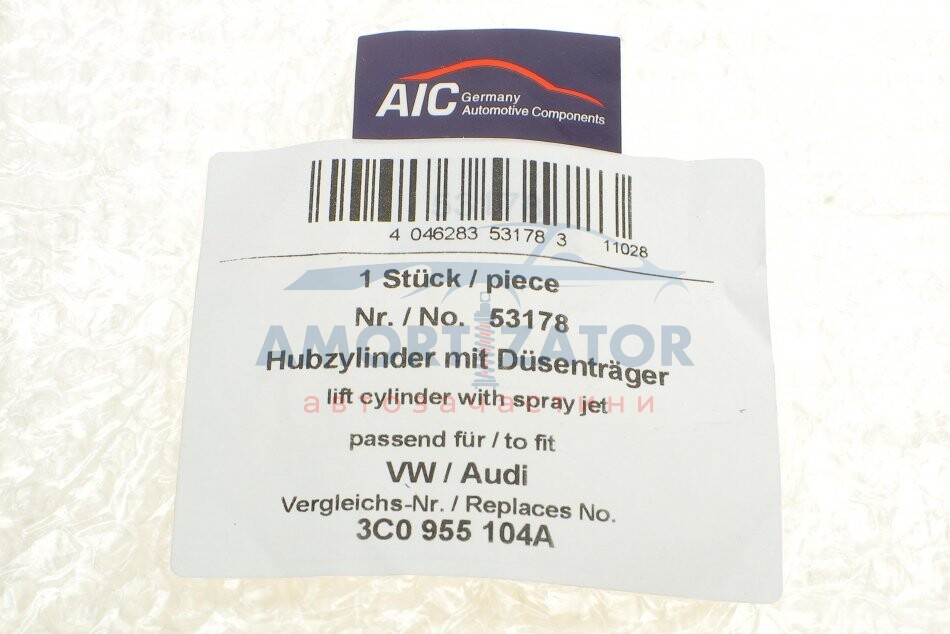 AIC Germany
Automotive Components
4 046283 53178 3 11028
1 Stück / piece
Nr. / No. 53178
AMORTIZATOR
Hubzylinder mit Düsenträger
lift cylinder with spray jet
автозапчастини
passend für / to fit
VW / Audi
Vergleichs-Nr. / Replaces No.
3C0 955 104A